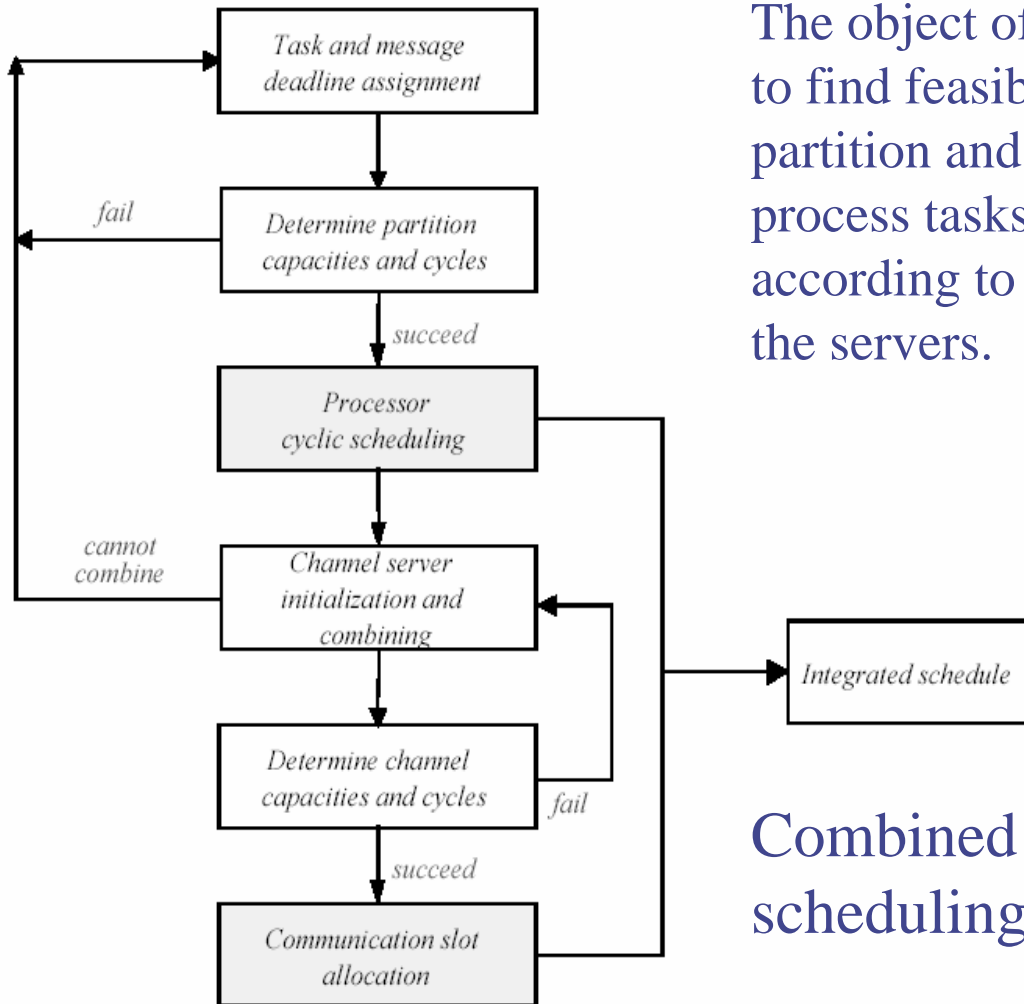 Task and message
deadline assignment
fail
Determine partition
capacities and cycles
succeed
Processor
cyclic scheduling
cannot
combine
Channel server
initialization and
combining
Determine channel
capacities and cycles
fail
succeed
Communication slot
allocation
Integrated schedule
The object of
to find
partition and
process tasks
according to
the servers.
Combined
scheduling